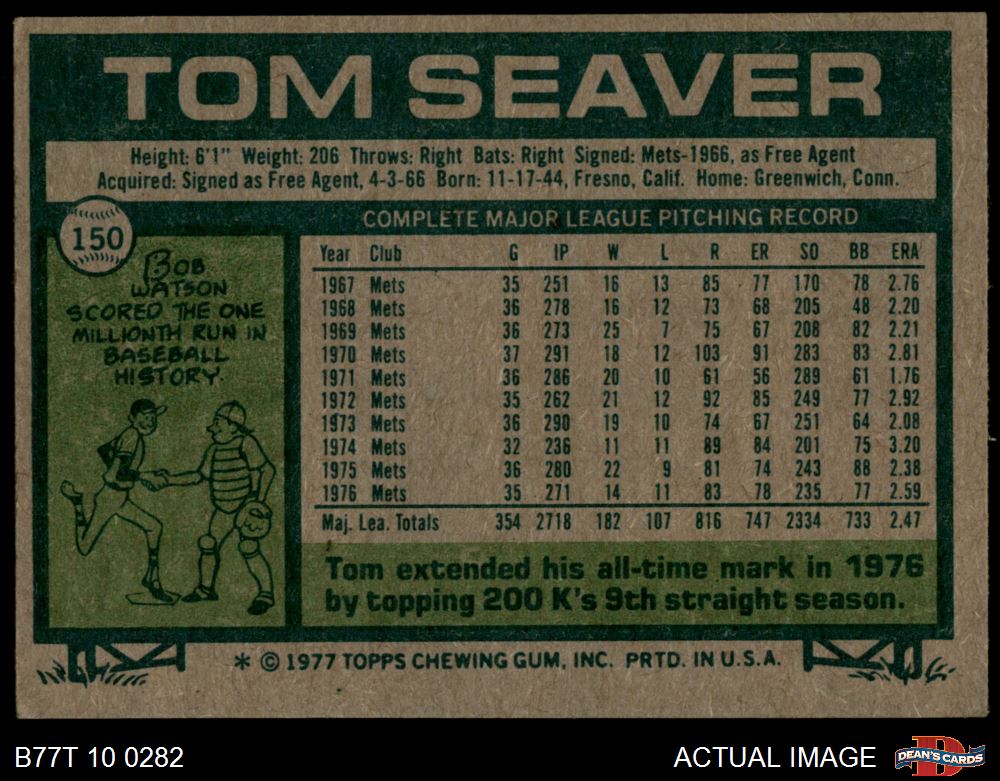 TOM SEAVER
Height: 6'1" Weight: 206 Throws: Right Bats: Right Signed: Mets-1966, as Free Agent
Acquired: Signed as Free Agent, 4-3-66 Born: 11-17-44, Fresno, Calif. Home: Greenwich, Conn.
150
BOB
WATSON
SCORED THE ONE
MILLIONTH RUN IN
BASEBALL
HISTORY.
COMPLETE MAJOR LEAGUE PITCHING RECORD
Year Club G IP W L R ER SO BB ERA
1967 Mets 35 251 16 13 85 77 170 78 2.76
1968 Mets 36 278 16 12 73 68 205 48 2.20
1969 Mets 36 273 25 7 75 67 208 82 2.21
1970 Mets 37 291 18 12 103 91 283 83 2.81
1971 Mets 36 286 20 10 61 56 289 61 1.76
1972 Mets 35 262 21 12 92 85 249 77 2.92
1973 Mets 36 290 19 10 74 67 251 64 2.08
1974 Mets 32 236 11 11 89 84 201 75 3.20
1975 Mets 36 280 22 9 81 74 243 88 2.38
1976 Mets 35 271 14 11 83 78 235 77 2.59
Maj. Lea. Totals 354 2718 182 107 816 747 2334 733 2.47
Tom extended his all-time mark in 1976
by topping 200 K's 9th straight season.
* © 1977 TOPPS CHEWING GUM, INC. PRTD. IN U.S.A.
B77T 10 0282
ACTUAL IMAGE
D
DEAN'S CARDS